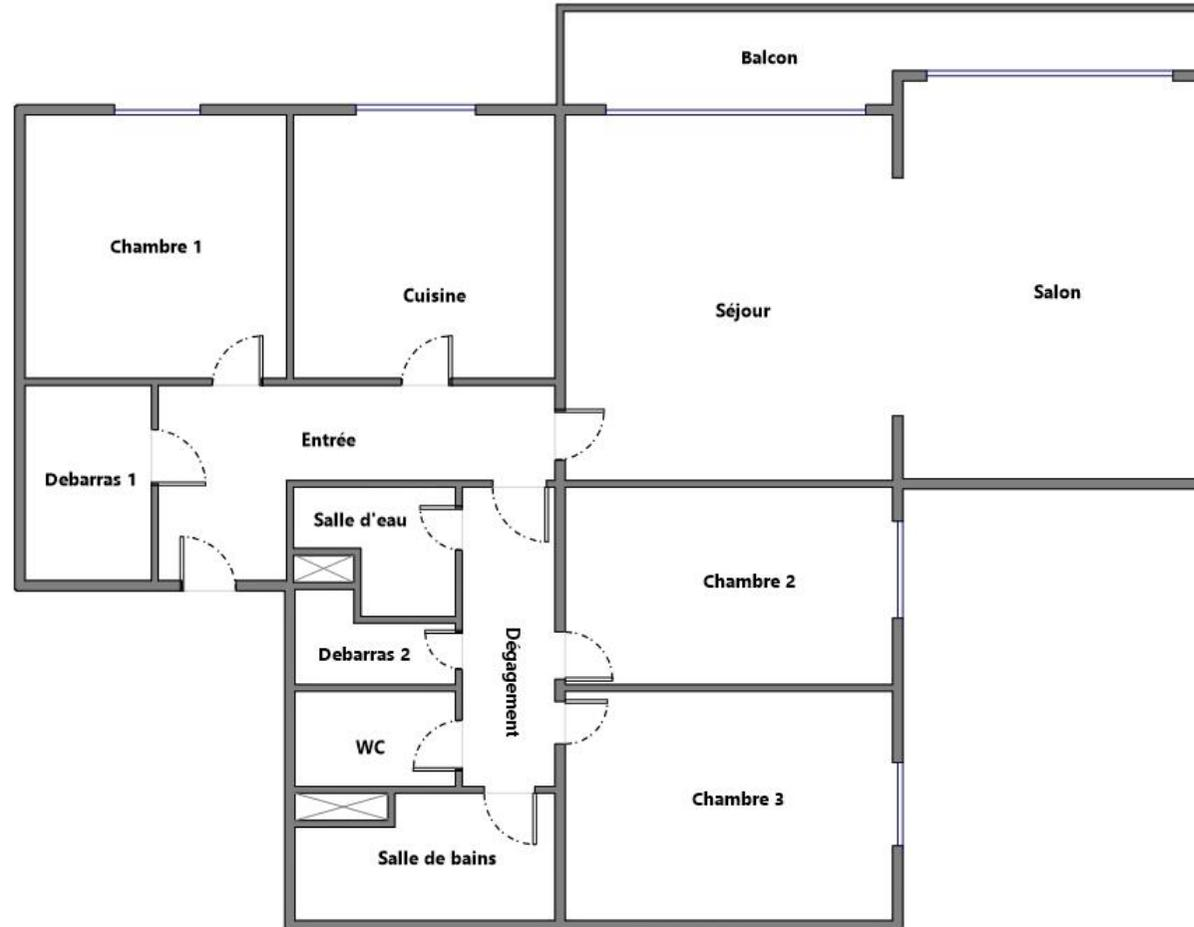 Balcon
Chambre 1
Cuisine
Séjour
Salon
Entrée
Debarras 1
Salle d'eau
Chambre 2
Debarras 2
Dégagement
WC
Chambre 3
Salle de bains